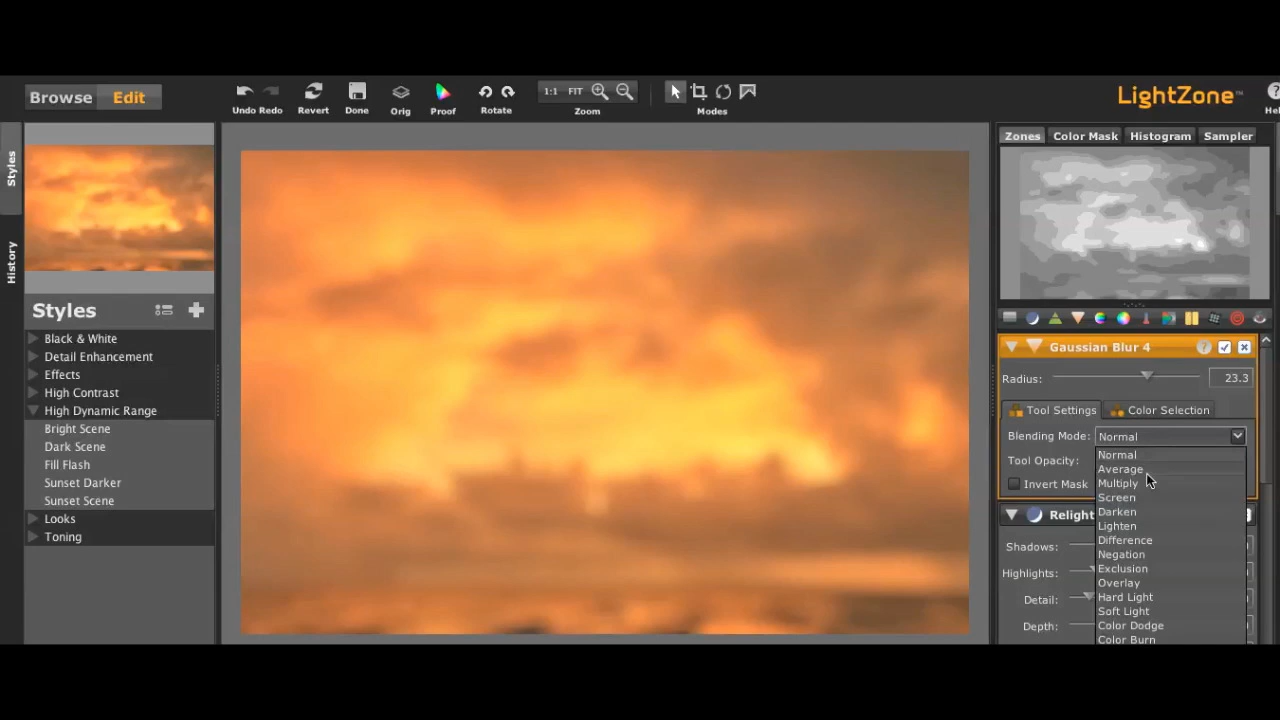 Browse Edit
Undo Redo Revert Done Orig Proof Rotate
1:1 FIT
Zoom
Modes
LightZone™
Styles
History
Styles
Black & White
Detail Enhancement
Effects
High Contrast
High Dynamic Range
Bright Scene
Dark Scene
Fill Flash
Sunset Darker
Sunset Scene
Looks
Toning
Zones Color Mask Histogram Sampler
Gaussian Blur 4 ?
Radius: 23.3
Tool Settings Color Selection
Blending Mode: Normal
Tool Opacity:
Invert Mask
Normal
Average
Multiply
Screen
Darken
Lighten
Difference
Negation
Exclusion
Overlay
Hard Light
Soft Light
Color Dodge
Color Burn
Relight
Shadows:
Highlights:
Detail:
Depth: